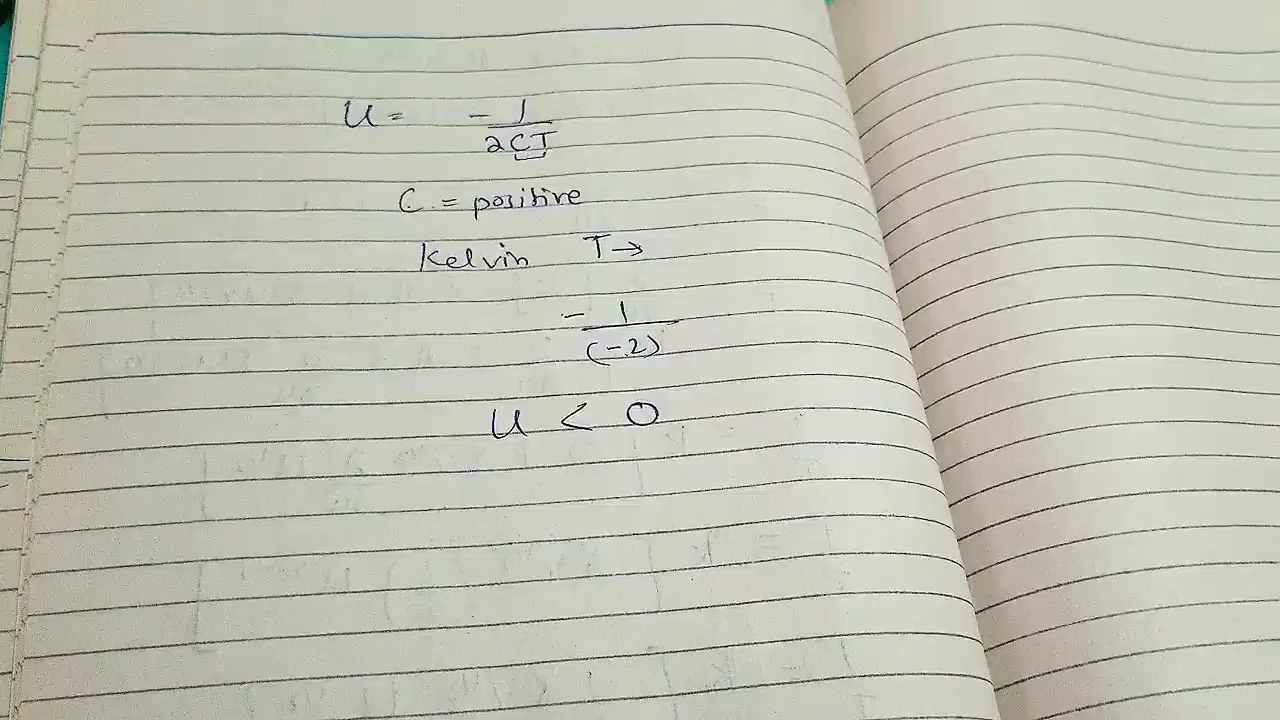 U = - 1 / 2CT
C = positive
Kelvin T →
- 1 / (-2)
U < 0